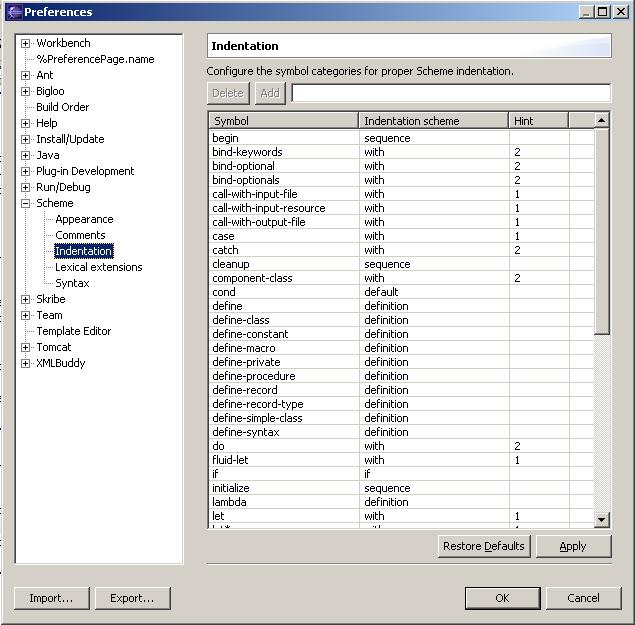 Preferences
Workbench
%PreferencePage.name
Ant
Bigloo
Build Order
Help
Install/Update
Java
Plug-in Development
Run/Debug
Scheme
Appearance
Comments
Indentation
Lexical extensions
Syntax
Skribe
Team
Template Editor
Tomcat
XMLBuddy
Indentation
Configure the symbol categories for proper Scheme indentation.
Delete Add
Symbol Indentation scheme Hint
begin sequence
bind-keywords with 2
bind-optional with 2
bind-optionals with 2
call-with-input-file with 1
call-with-input-resource with 1
call-with-output-file with 1
case with 1
catch with 2
cleanup sequence
component-class with 2
cond default
define definition
define-class definition
define-constant definition
define-macro definition
define-private definition
define-procedure definition
define-record definition
define-record-type definition
define-simple-class definition
define-syntax definition
do with 2
fluid-let with 1
if if
initialize sequence
lambda definition
let with 1
Restore Defaults Apply
Import... Export... OK Cancel